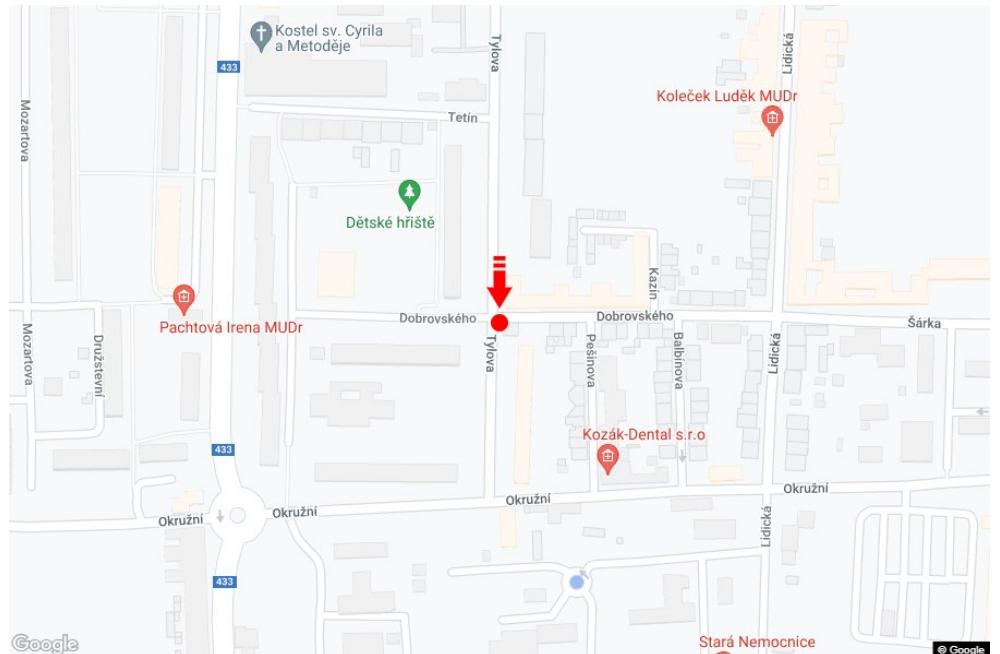 Kostel sv. Cyrila
a Metoděje
Tylova
Lidická
433
Koleček Luděk MUDr
Mozartova
Tetín
Dětské hřiště
Kazín
Pachtová Irena MUDr
Dobrovského
Dobrovského
Šárka
Mozartova
Družstevní
Tylova
Pešinova
Balbínova
Lidická
Kozák-Dental s.r.o
433
Okružní
Okružní
Okružní
Okružní
Lidická
433
Stará Nemocnice
Google
© Google